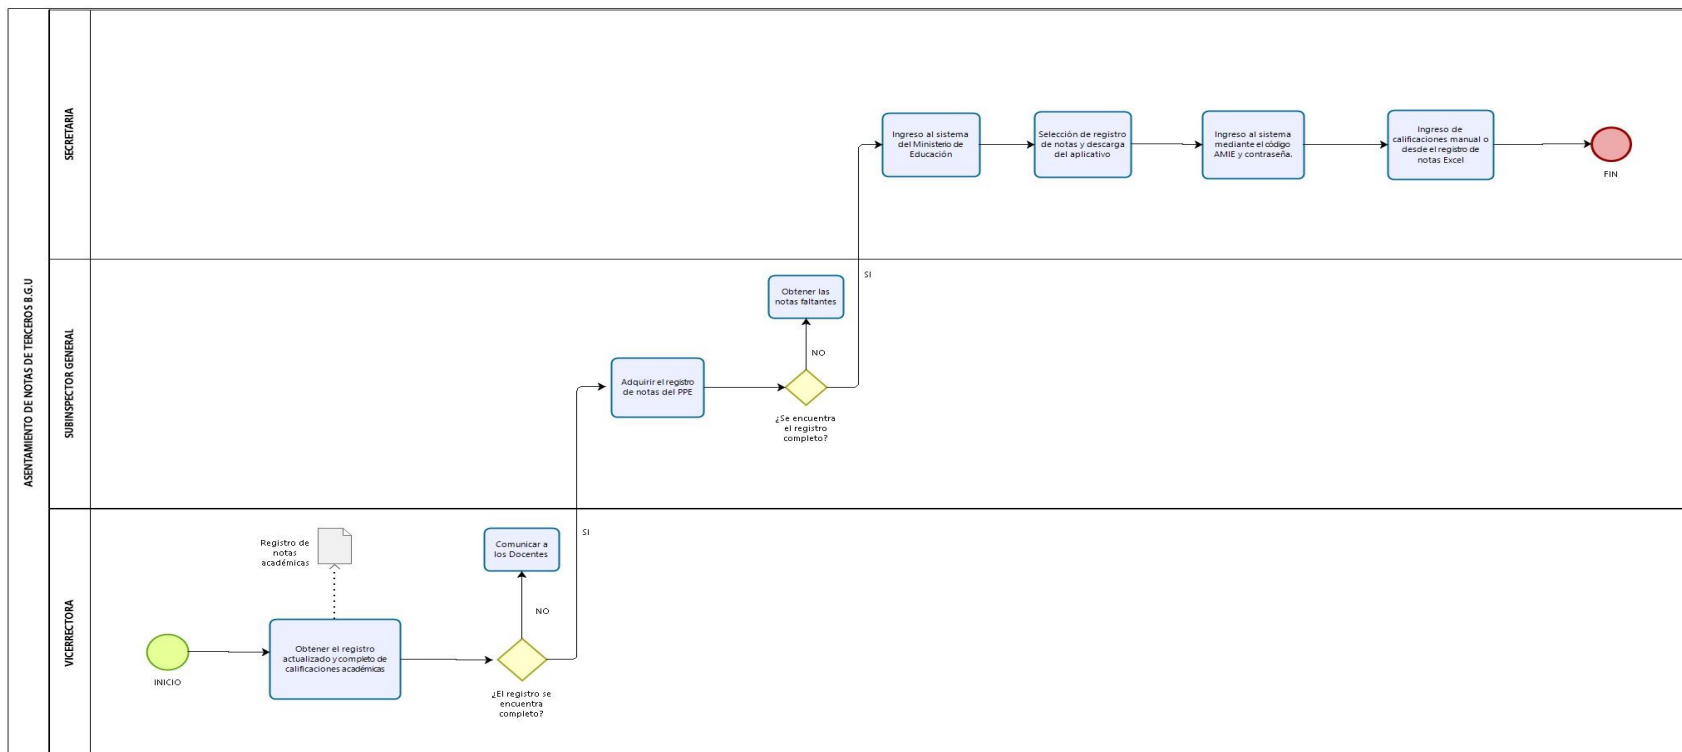 ASENTAMIENTO DE NOTAS DE TERCEROS B.G.U
SECRETARIA
Ingreso al sistema
del Ministerio de
Educación
Selección de registro
de notas y descarga
del aplicativo
Ingreso al sistema
mediante el código
AMIE y contraseña.
Ingreso de
calificaciones manual o
desde el registro de
notas Excel
FIN
SUBINSPECTOR GENERAL
SI
Obtener las
notas faltantes
NO
Adquirir el registro
de notas del PPE
¿Se encuentra
el registro
completo?
VICERRECTORA
SI
Registro de
notas
académicas
Comunicar a
los Docentes
NO
Obtener el registro
actualizado y completo de
calificaciones académicas
INICIO
¿El registro se
encuentra
completo?